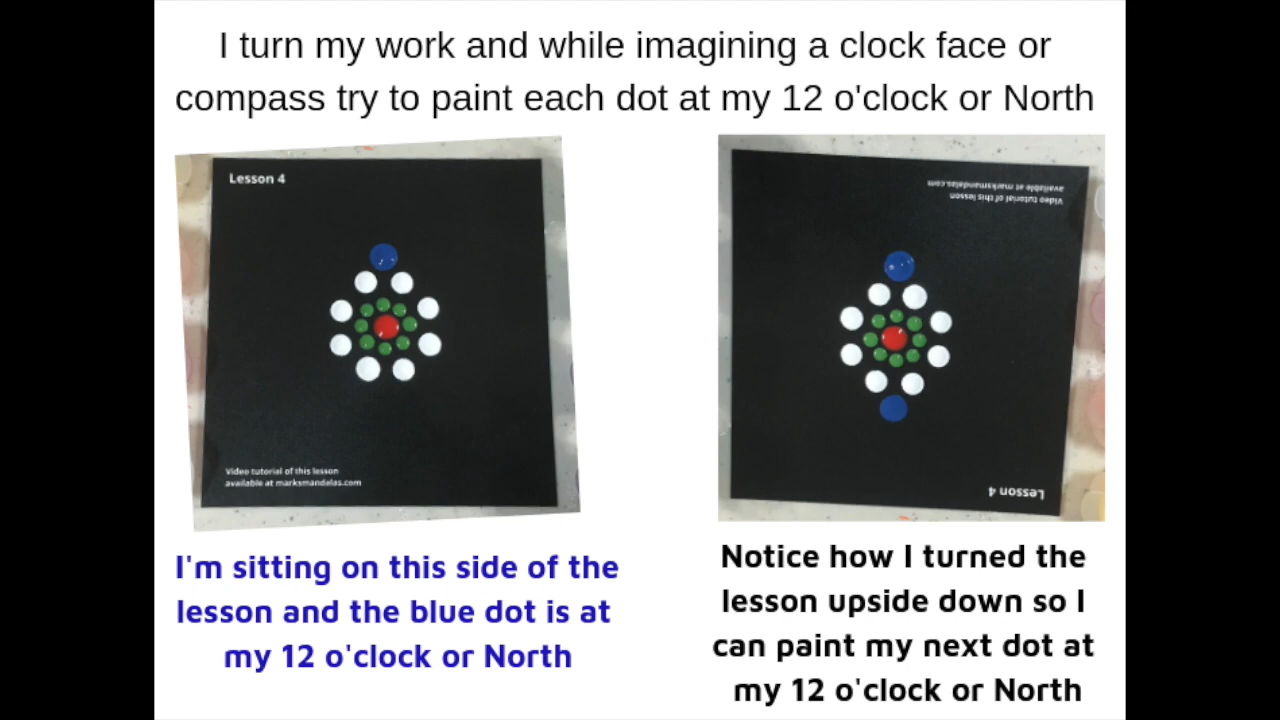 I turn my work and while imagining a clock face or
compass try to paint each dot at my 12 o'clock or North
Lesson 4
Video tutorial of this lesson
available at marksmandalas.com
I'm sitting on this side of the
lesson and the blue dot is at
my 12 o'clock or North
Video tutorial of this lesson
available at marksmandalas.com
Lesson 4
Notice how I turned the
lesson upside down so I
can paint my next dot at
my 12 o'clock or North